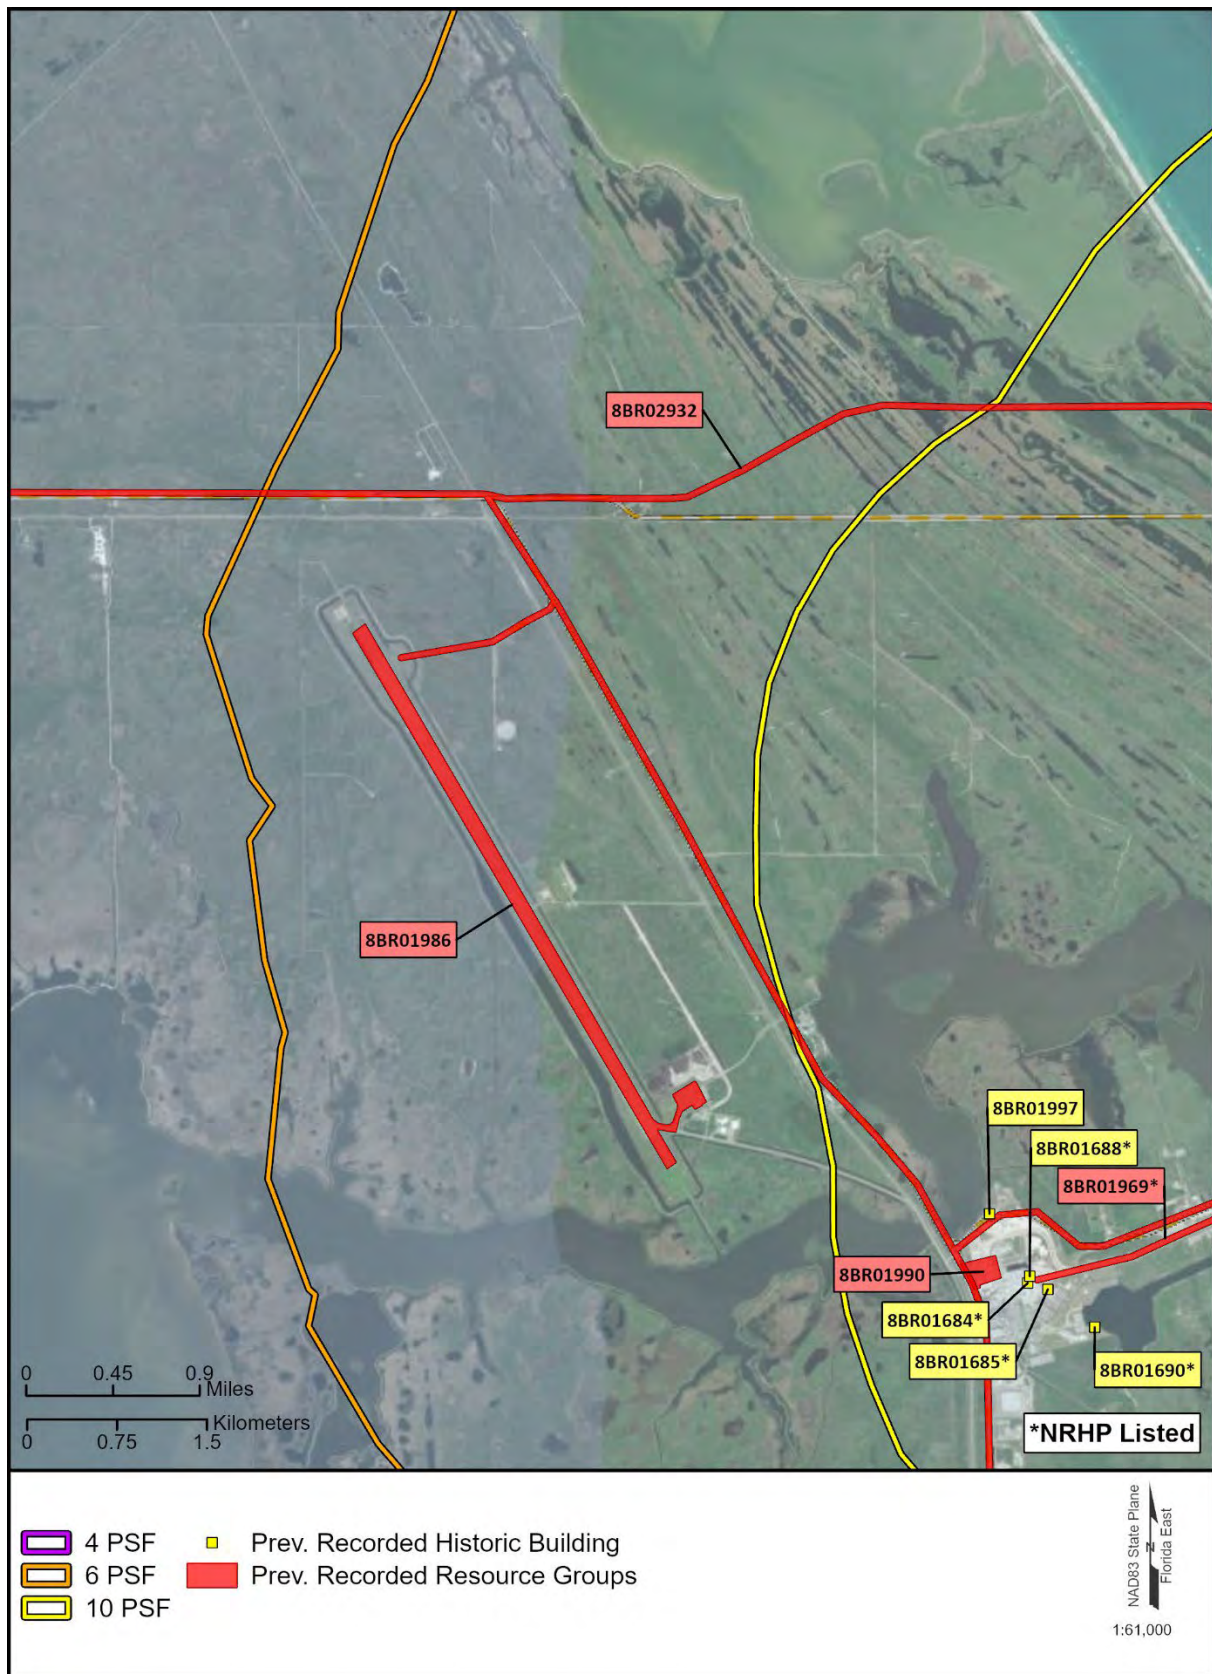 8BR02932
8BR01986
8BR01997
8BR01688*
8BR01969*
8BR01990
8BR01684*
8BR01685*
8BR01690*
0 0.45 0.9
Miles
Kilometers
0 0.75 1.5
*NRHP Listed
4 PSF
6 PSF
10 PSF
Prev. Recorded Historic Building
Prev. Recorded Resource Groups
NAD83 State Plane
Florida East
N
1:61,000